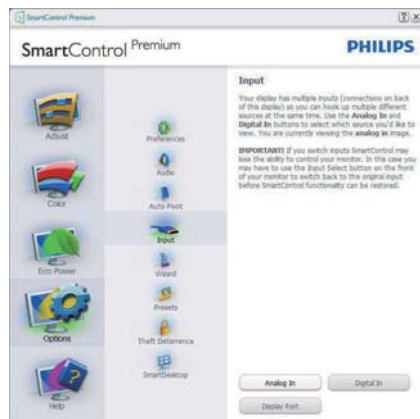 SmartControl Premium
SmartControl Premium
PHILIPS
Adjust
Color
Eco Power
Options
Help
Preferences
Audio
Auto Pivot
Input
Wizard
Presets
Theft Deterrence
SmartDesktop
Input
Your display has multiple inputs (connections on back
of this display) so you can hook up multiple different
sources at the same time. Use the Analog In and
Digital In buttons to select which source you'd like to
view. You are currently viewing the analog in image.
IMPORTANT! If you switch inputs SmartControl may
lose the ability to control your monitor. In this case you
may have to use the Input Select button on the front
of your monitor to switch back to the original input
before SmartControl functionality can be restored.
Analog In
Digital In
Display Port